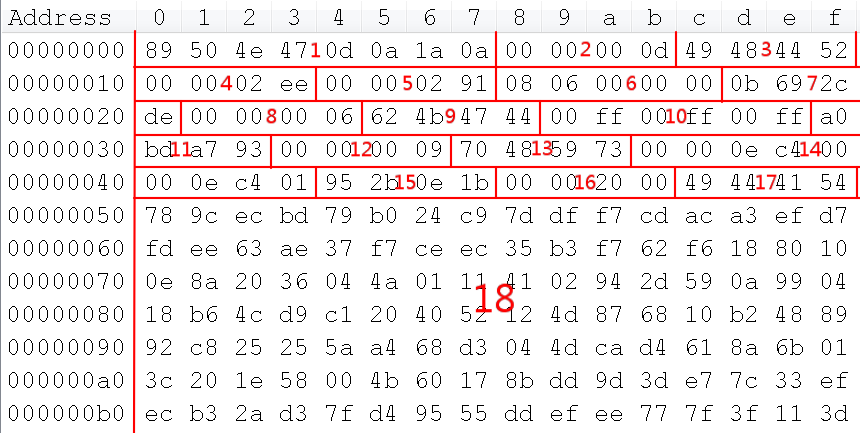 Address 0 1 2 3 4 5 6 7 8 9 a b c d e f
00000000 89 50 4e 47 1 0d 0a 1a 0a 00 00 2 00 0d 49 48 3 44 52
00000010 00 00 4 02 ee 00 00 5 02 91 08 06 00 6 00 00 0b 69 7 2c
00000020 de 00 00 8 00 06 62 4b 9 47 44 00 ff 00 10 ff 00 ff a0
00000030 bd 11 a7 93 00 00 12 00 09 70 48 13 59 73 00 00 0e c4 14 00
00000040 00 0e c4 01 95 2b 15 0e 1b 00 00 16 20 00 49 44 17 41 54
00000050 78 9c ec bd 79 b0 24 c9 7d df f7 cd ac a3 ef d7
00000060 fd ee 63 ae 37 f7 ce ec 35 b3 f7 62 f6 18 80 10
00000070 0e 8a 20 36 04 4a 01 11 41 02 94 2d 59 0a 99 04
18
00000080 18 b6 4c d9 c1 20 40 52 12 4d 87 68 10 b2 48 89
00000090 92 c8 25 25 5a a4 68 d3 04 4d ca d4 61 8a 6b 01
000000a0 3c 20 1e 58 00 4b 60 17 8b dd 9d 3d e7 7c 33 ef
000000b0 ec b3 2a d3 7f d4 95 55 dd ef ee 77 7f 3f 11 3d